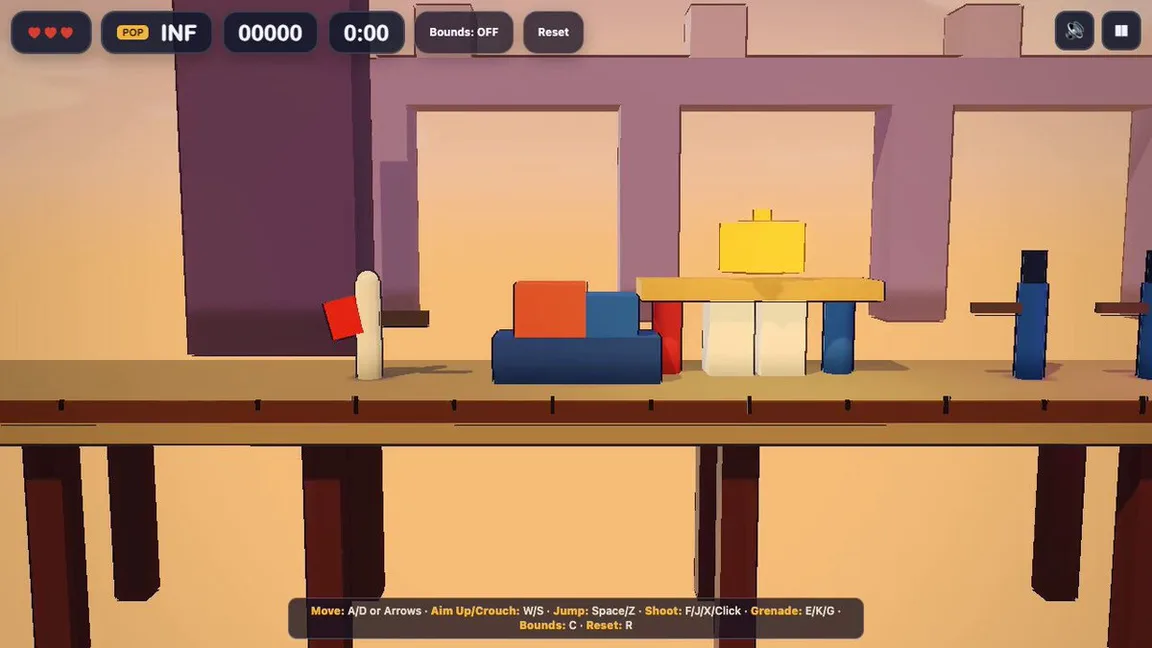 POP INF
00000
0:00
Bounds: OFF
Reset
Move: A/D or Arrows · Aim Up/Crouch: W/S · Jump: Space/Z · Shoot: F/J/X/Click · Grenade: E/K/G ·
Bounds: C · Reset: R